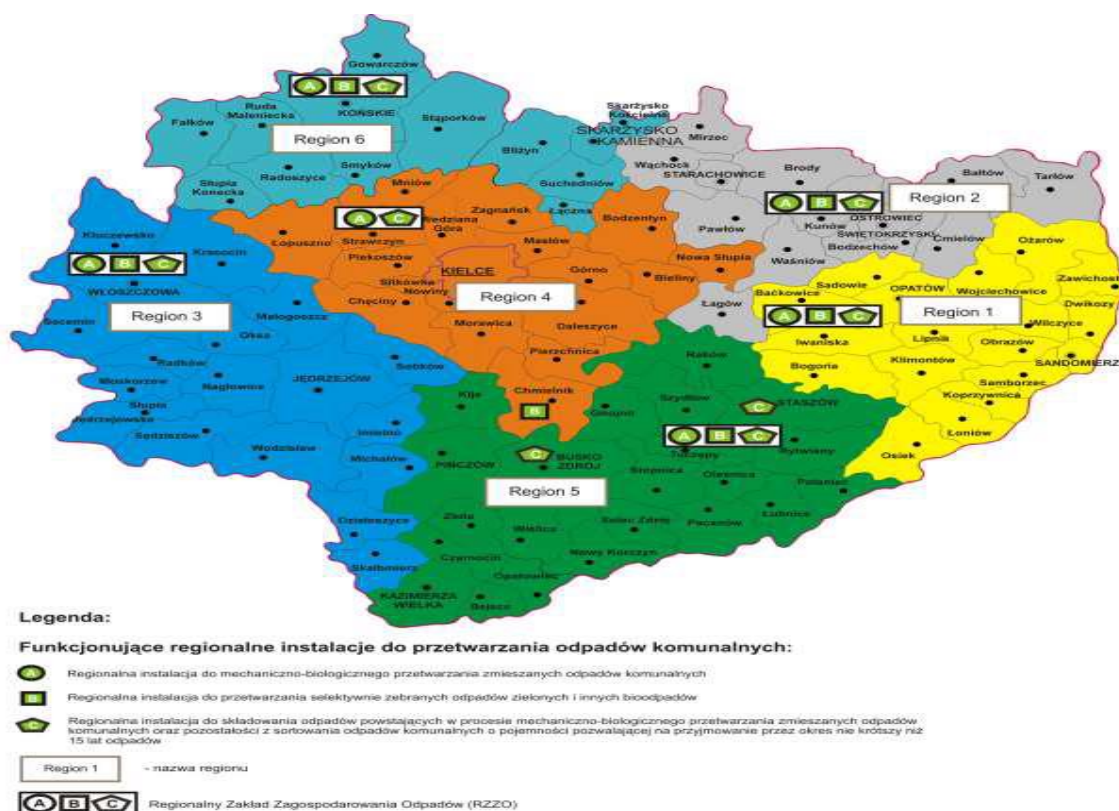 Gowarczów
A B C
Ruda
Maleniecka
KOŃSKIE
Fałków
Stąporków
Region 6
Smyków
Radoszyce
Słupia
Konecka
Bliżyn
Skarżysko
Kościelne
SKARŻYSKO
KAMIENNA
Suchedniów
Łączna
Mirzec
Wąchock
STARACHOWICE
Brody
Bałtów
Tarłów
A B C
Region 2
Pawłów
Kunów
OSTROWIEC
ŚWIĘTOKRZYSKI
Bodzechów
Ćmielów
Waśniów
Łagów
Mniów
A C
Miedziana
Góra
Zagnańsk
Bodzentyn
Łopuszno
Strawczyn
Masłów
Piekoszów
KIELCE
Górno
Nowa Słupia
Bieliny
Sitkówka
Nowiny
Chęciny
Region 4
Morawica
Daleszyce
Pierzchnica
Chmielnik
B
Kluczewsko
Krasocin
A B C
WŁOSZCZOWA
Region 3
Małogoszcz
Secemin
Oksa
Radków
Moskorzew
Nagłowice
JĘDRZEJÓW
Sobków
Słupia
Jędrzejowska
Sędziszów
Imielno
Wodzisław
Michałów
Działoszyce
Skalbmierz
Ożarów
Zawichost
Sadowie
OPATÓW
Wojciechowice
Baćkowice
Dwikozy
A B C
Region 1
Wilczyce
Iwaniska
Lipnik
Obrazów
SANDOMIERZ
Bogoria
Klimontów
Samborzec
Koprzywnica
Łoniów
Osiek
Raków
Kije
Gnojno
Szydłów
C
STASZÓW
A B C
Tuczępy
Rytwiany
C
BUSKO
ZDRÓJ
PIŃCZÓW
Stopnica
Oleśnica
Połaniec
Region 5
Łubnice
Złota
Wiślica
Solec Zdrój
Pacanów
Czarnocin
Nowy Korczyn
Opatowiec
KAZIMIERZA
WIELKA
Bejsce
Legenda:
Funkcjonujące regionalne instalacje do przetwarzania odpadów komunalnych:
A Regionalna instalacja do mechaniczno-biologicznego przetwarzania zmieszanych odpadów komunalnych
B Regionalna instalacja do przetwarzania selektywnie zebranych odpadów zielonych i innych bioodpadów
C Regionalna instalacja do składowania odpadów powstających w procesie mechaniczno-biologicznego przetwarzania zmieszanych odpadów
komunalnych oraz pozostałości z sortowania odpadów komunalnych o pojemności pozwalającej na przyjmowanie przez okres nie krótszy niż
15 lat odpadów
Region 1 - nazwa regionu
A B C Regionalny Zakład Zagospodarowania Odpadów (RZZO)